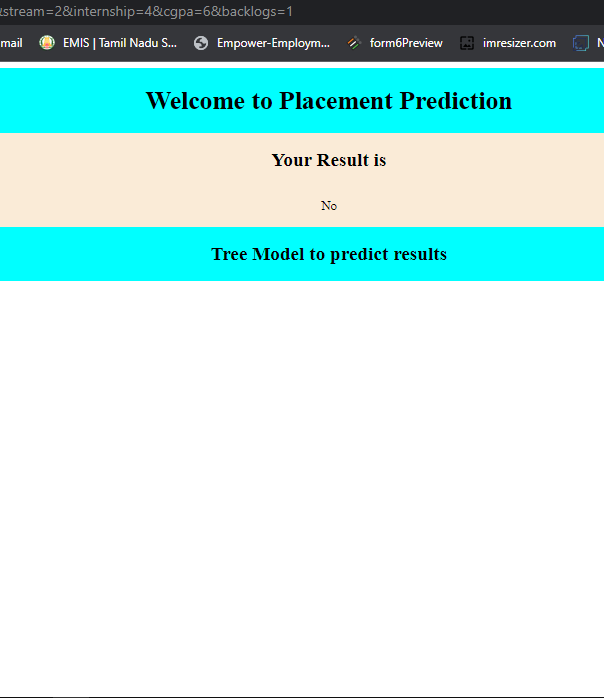 &stream=2&internship=4&cgpa=6&backlogs=1
mail EMIS | Tamil Nadu S... Empower-Employm... form6Preview imresizer.com N
Welcome to Placement Prediction
Your Result is
No
Tree Model to predict results